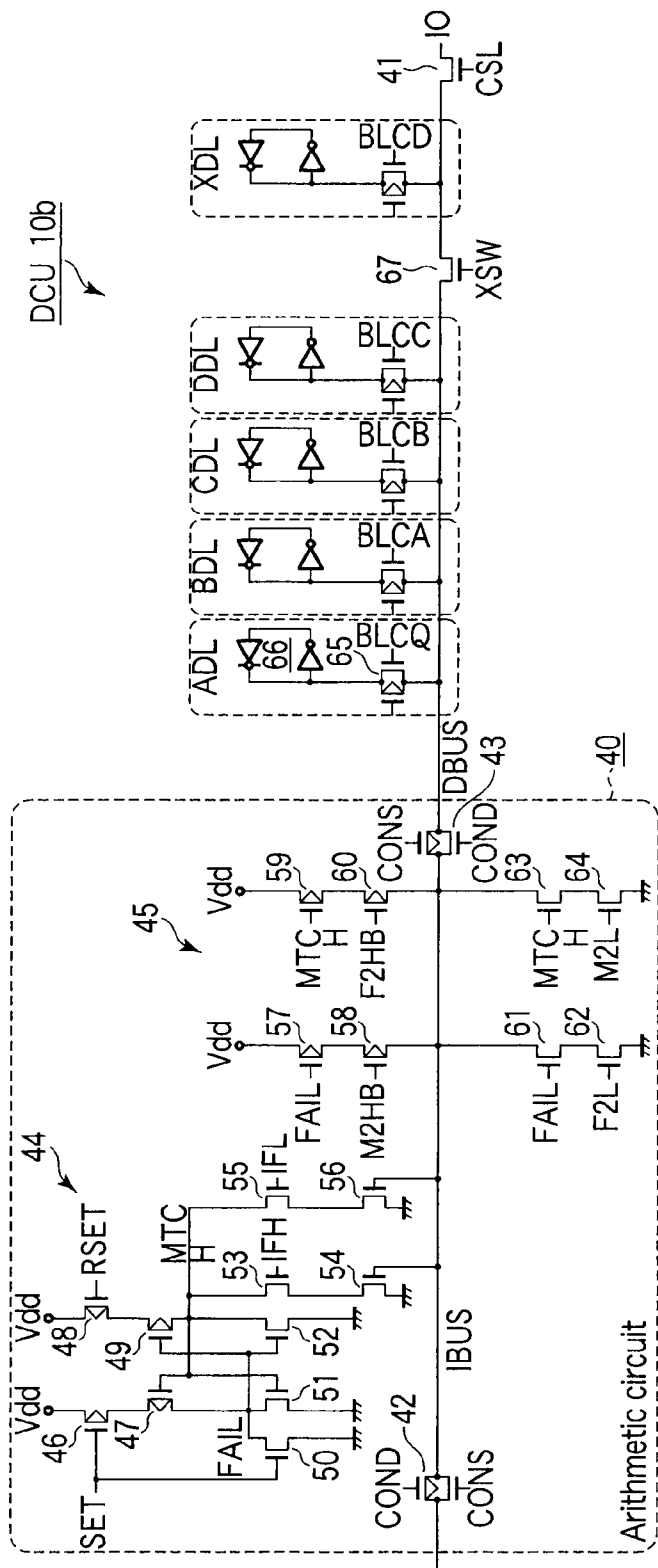 DCU 10b
XDL
BLCD
41
IO
CSL
67
XSW
DDL
BLCC
CDL
BLCB
BDL
BLCA
ADL
66
65
BLCQ
DBUS
43
40
CONS
COND
45
Vdd
59
MTC
H
60
F2HB
63
MTC
H
64
M2L
Vdd
57
FAIL
58
M2HB
61
FAIL
62
F2L
44
RSET
Vdd
48
49
MTC
H
55
IFL
56
53
IFH
54
52
Vdd
46
47
SET
FAIL
51
50
IBUS
42
COND
CONS
Arithmetic circuit